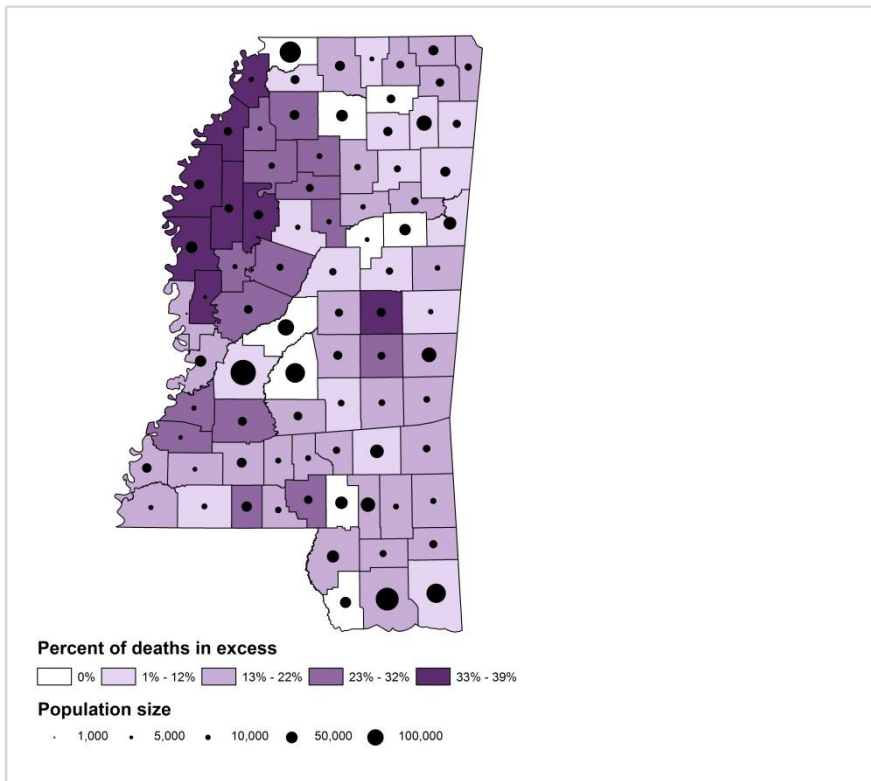 Percent of deaths in excess
0% 1% - 12% 13% - 22% 23% - 32% 33% - 39%
Population size
1,000 5,000 10,000 50,000 100,000